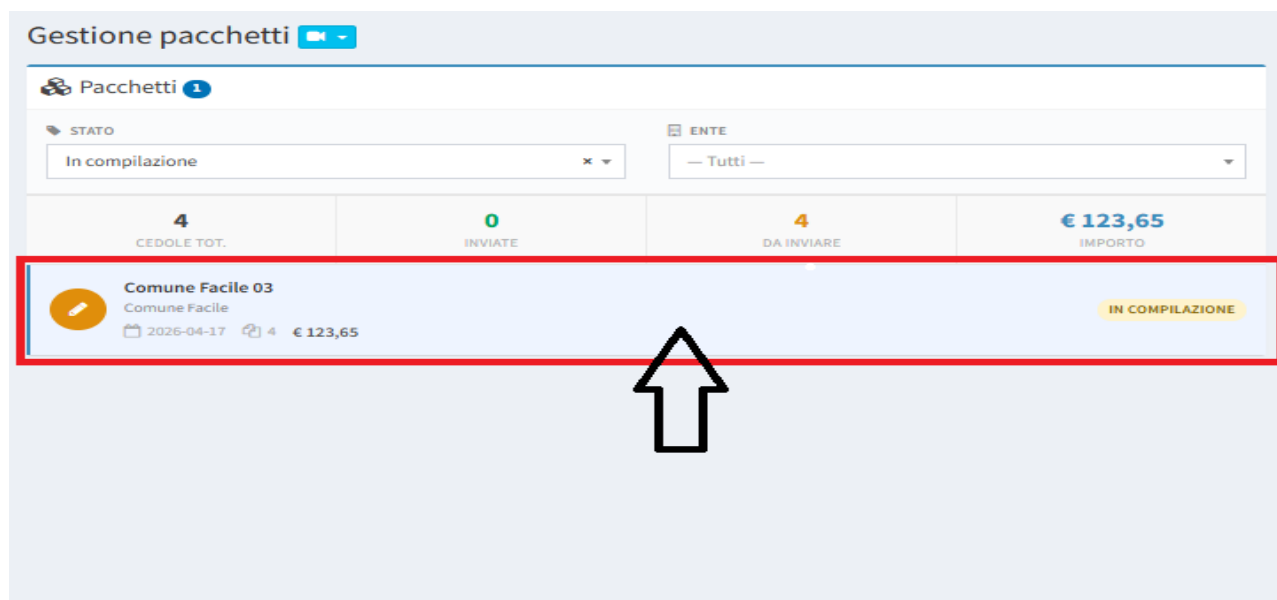 Gestione pacchetti
Pacchetti 1
STATO
ENTE
In compilazione × 
— Tutti —
4
0
4
€ 123,65
CEDOLE TOT.
INVIATE
DA INVIARE
IMPORTO
Comune Facile 03
Comune Facile
2026-04-17 4 € 123,65
IN COMPILAZIONE